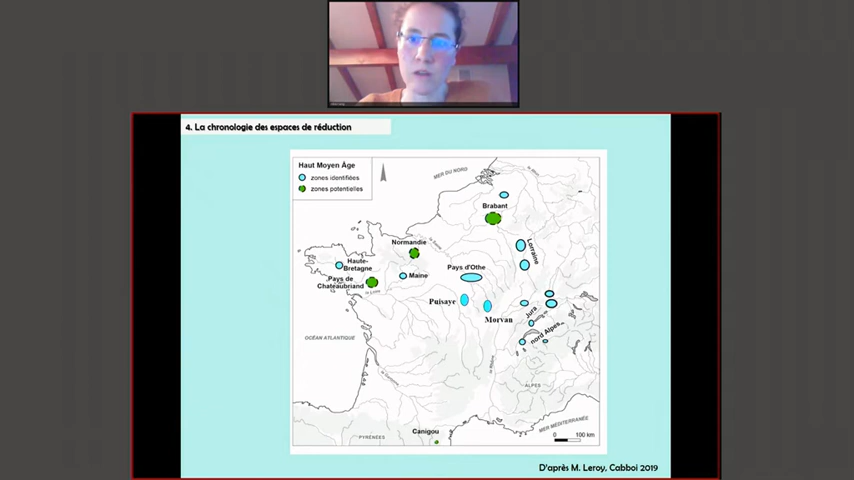 4. La chronologie des espaces de réduction
Haut Moyen Âge
zones identifiées
zones potentielles
MER DU NORD
Brabant
Normandie
Lorraine
Haute-
Bretagne
Maine
Pays d'Othe
Pays de
Chateaubriand
Puisaye
Morvan
Jura
nord Alpes
OCÉAN ATLANTIQUE
ALPES
MER MÉDITERRANÉE
Canigou
PYRÉNÉES
0 100 km
D'après M. Leroy, Cabboi 2019